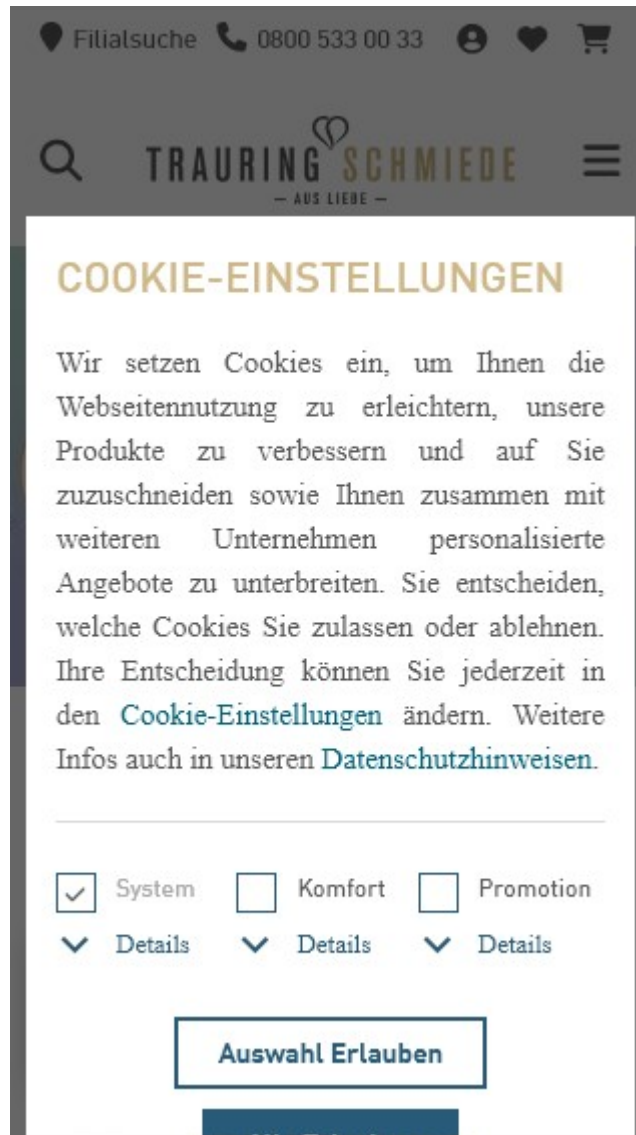 Filialsuche 0800 533 00 33
TRAURING SCHMIEDE
– AUS LIEBE –
COOKIE-EINSTELLUNGEN
Wir setzen Cookies ein, um Ihnen die
Webseitennutzung zu erleichtern, unsere
Produkte zu verbessern und auf Sie
zuzuschneiden sowie Ihnen zusammen mit
weiteren Unternehmen personalisierte
Angebote zu unterbreiten. Sie entscheiden,
welche Cookies Sie zulassen oder ablehnen.
Ihre Entscheidung können Sie jederzeit in
den Cookie-Einstellungen ändern. Weitere
Infos auch in unseren Datenschutzhinweisen.
System Komfort Promotion
Details Details Details
Auswahl Erlauben